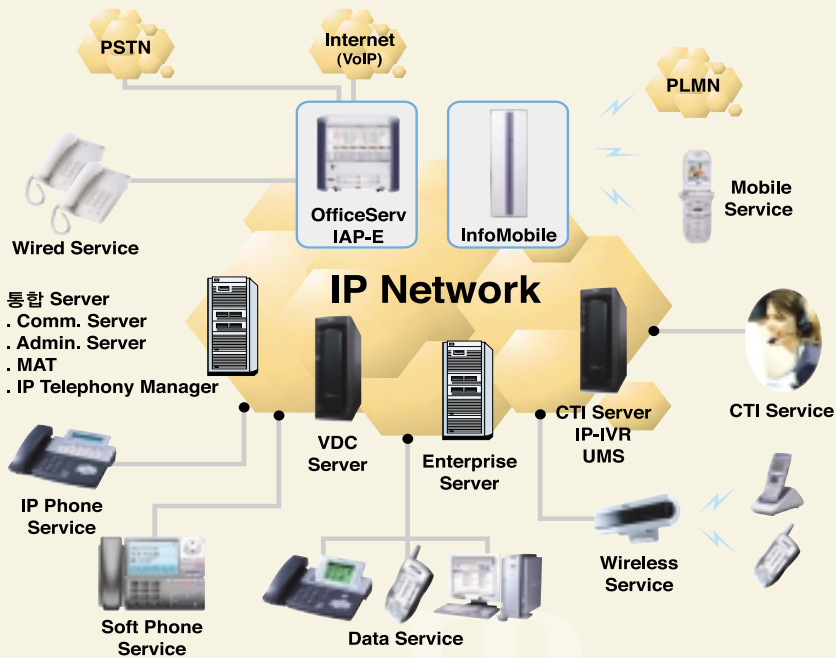 PSTN
Internet
(VoIP)
PLMN
OfficeServ
IAP-E
InfoMobile
Mobile
Service
Wired Service
IP Network
통합 Server
. Comm. Server
. Admin. Server
. MAT
. IP Telephony Manager
VDC
Server
Enterprise
Server
CTI Server
IP-IVR
UMS
CTI Service
IP Phone
Service
Wireless
Service
Soft Phone
Service
Data Service